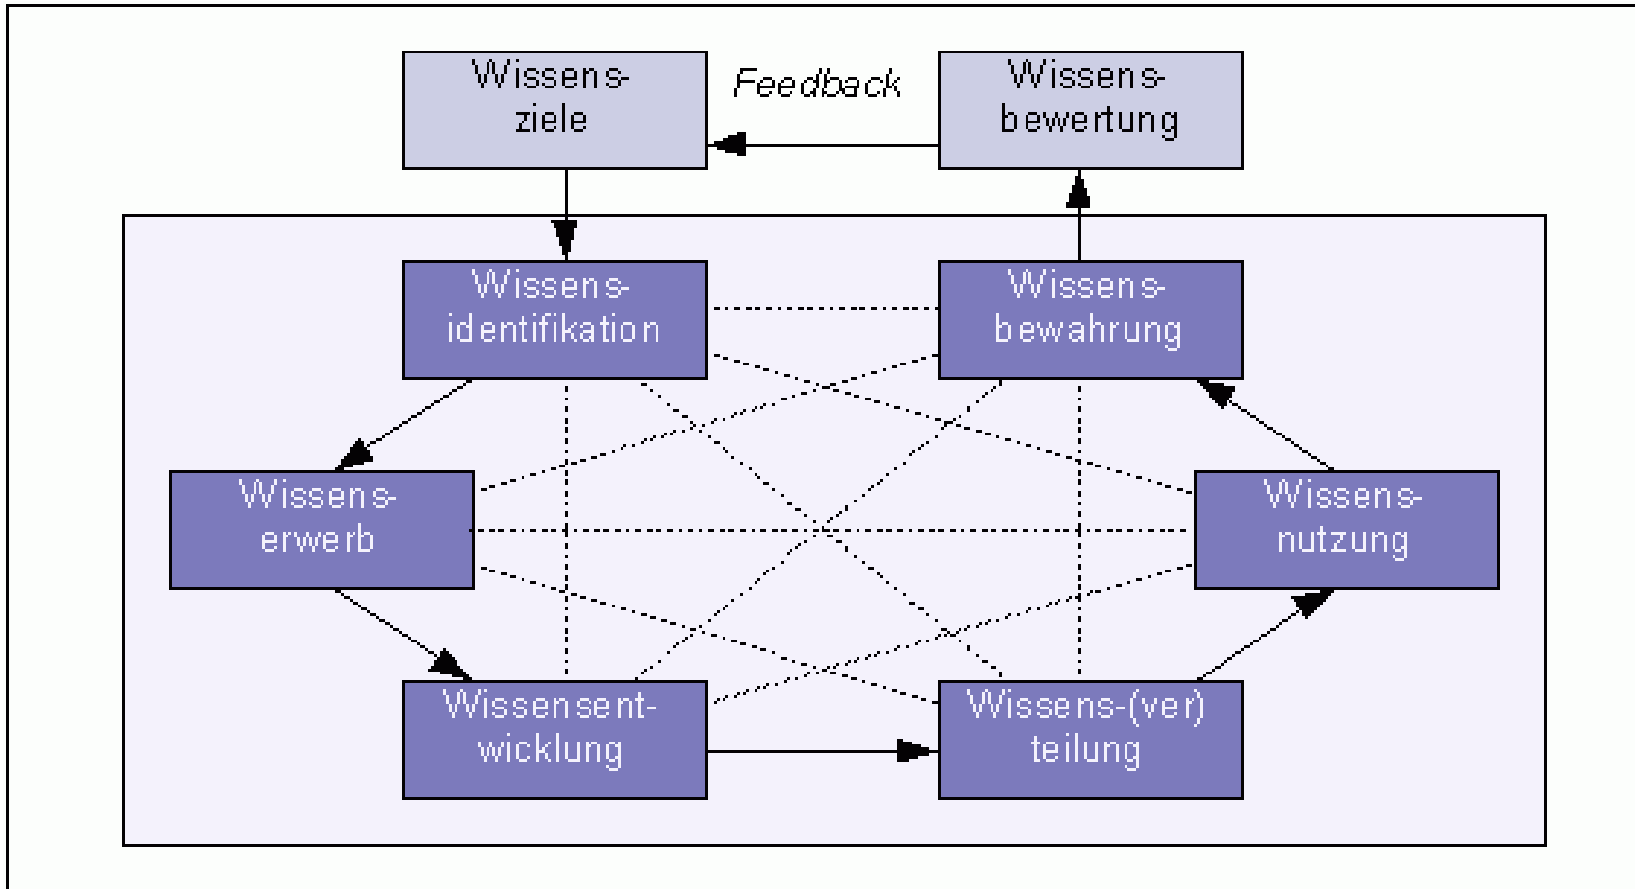 Wissens-
ziele
Feedback
Wissens-
bewertung
Wissens-
identifikation
Wissens-
bewahrung
Wissens-
erwerb
Wissens-
nutzung
Wissensent-
wicklung
Wissens-(ver)
teilung